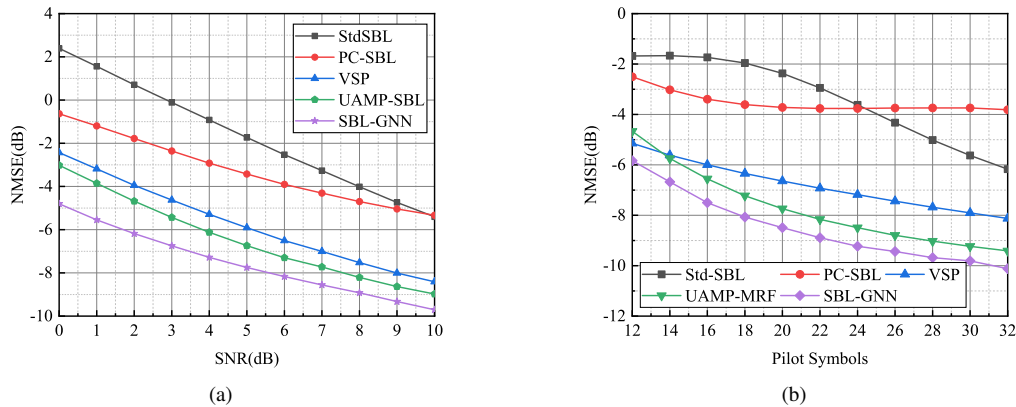 4
2
0
-2
-4
-6
-8
-10
NMSE(dB)
0 1 2 3 4 5 6 7 8 9 10
SNR(dB)
StdSBL
PC-SBL
VSP
UAMP-SBL
SBL-GNN
(a)
0
-2
-4
-6
-8
-10
-12
NMSE(dB)
12 14 16 18 20 22 24 26 28 30 32
Pilot Symbols
Std-SBL PC-SBL VSP
UAMP-MRF SBL-GNN
(b)